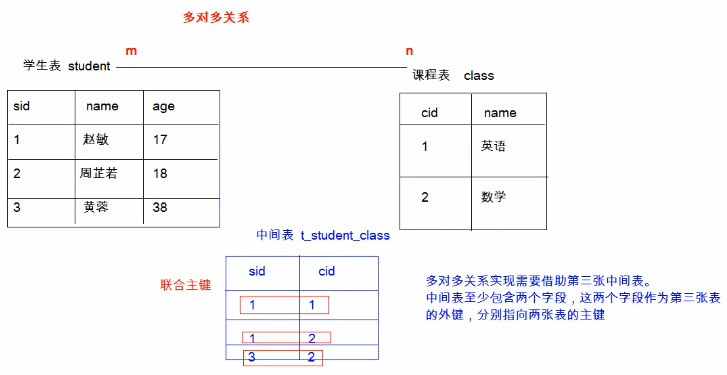 多对多关系
m n
学生表 student
课程表 class
sid name age
1 赵敏 17
2 周芷若 18
3 黄蓉 38
cid name
1 英语
2 数学
中间表 t_student_class
联合主键
sid cid
1 1
1 2
3 2
多对多关系实现需要借助第三张中间表。
中间表至少包含两个字段，这两个字段作为第三张表
的外键，分别指向两张表的主键